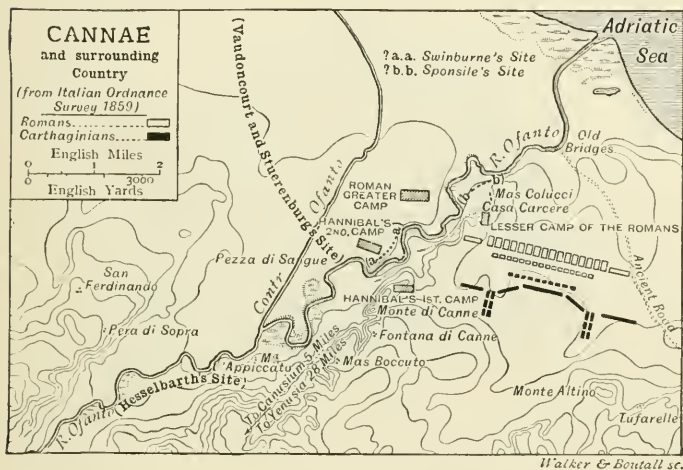 CANNAE
and surrounding
Country
(from Italian Ordnance
Survey 1859)
Romans
Carthaginians
English Miles
0 2
0 3000
English Yards
(Vaudoncourt and Stuerenburg's Site)
? a.a. Swinburne's Site
? b.b. Sponsile's Site
Adriatic
Sea
R. Ofanto
Old
Bridges
Contr Ofanto
ROMAN
GREATER
CAMP
HANNIBAL'S
2ND. CAMP
a
a
b
b
Mas Colucci
Casa Carcere
LESSER CAMP OF THE ROMANS
Ancient Road
Pezza di Sangue
San
Ferdinando
Pera di Sopra
HANNIBAL'S 1ST. CAMP
Monte di Canne
Fontana di Canne
Mas Boccuto
Ma.
Appiccato
To Canusium 5 Miles
To Venusia 28 Miles
R. Ofanto
(Hesselbarth's Site)
Monte Altino
Tufarelle
Walker & Boutall sc.